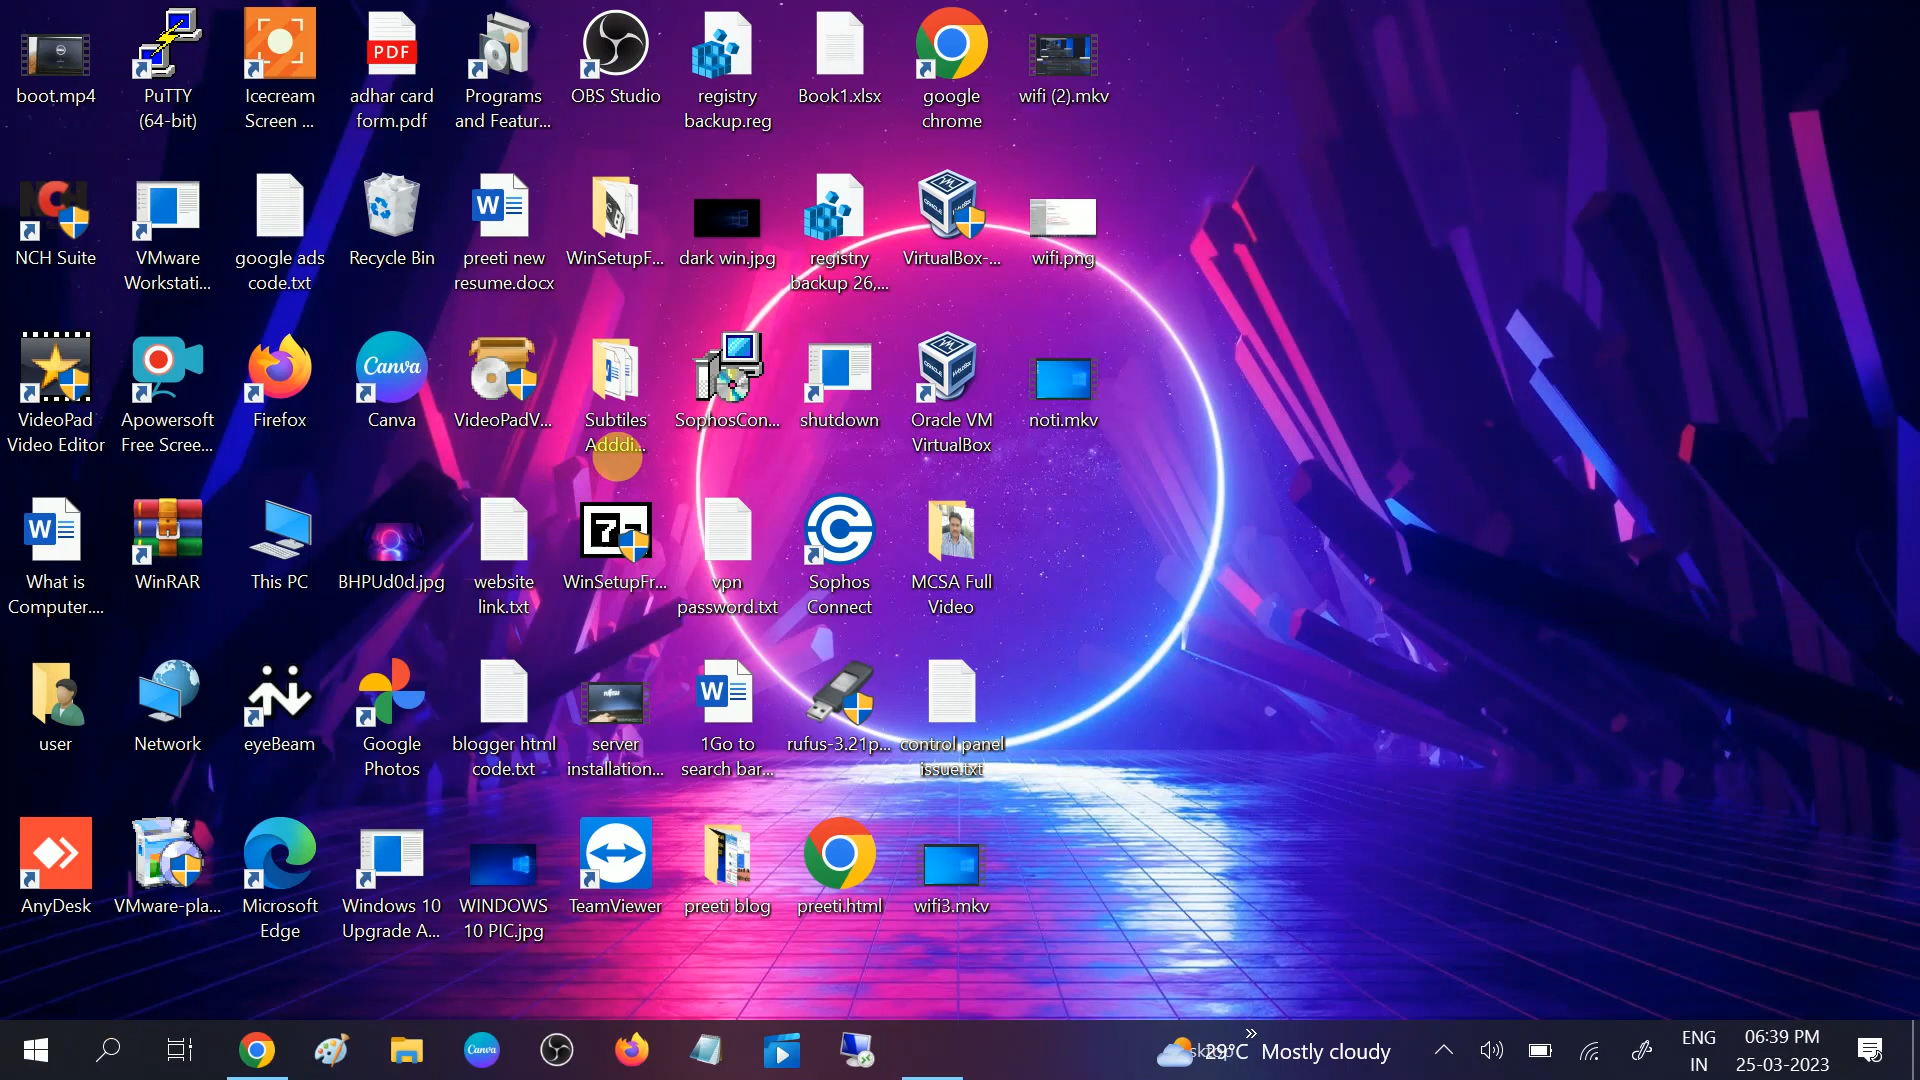 boot.mp4
PuTTY
(64-bit)
Icecream
Screen ...
PDF
adhar card
form.pdf
Programs
and Featur...
OBS Studio
registry
backup.reg
Book1.xlsx
google
chrome
wifi (2).mkv
NCH
NCH Suite
VMware
Workstati...
google ads
code.txt
Recycle Bin
W
preeti new
resume.docx
WinSetupF...
dark win.jpg
registry
backup 26,...
VirtualBox-...
wifi.png
VideoPad
Video Editor
Apowersoft
Free Scree...
Firefox
Canva
Canva
VideoPadV...
Subtiles
Adddi...
SophosCon...
shutdown
Oracle VM
VirtualBox
noti.mkv
W
What is
Computer....
WinRAR
This PC
BHPUd0d.jpg
website
link.txt
WinSetupFr...
vpn
password.txt
Sophos
Connect
MCSA Full
Video
user
Network
eyeBeam
Google
Photos
blogger html
code.txt
FUJITSU
server
installation...
W
1Go to
search bar...
rufus-3.21p...
control panel
issue.txt
AnyDesk
VMware-pla...
Microsoft
Edge
Windows 10
Upgrade A...
WINDOWS
10 PIC.jpg
TeamViewer
preeti blog
preeti.html
wifi3.mkv
Canva
29°C Mostly cloudy
ENG
IN
06:39 PM
25-03-2023